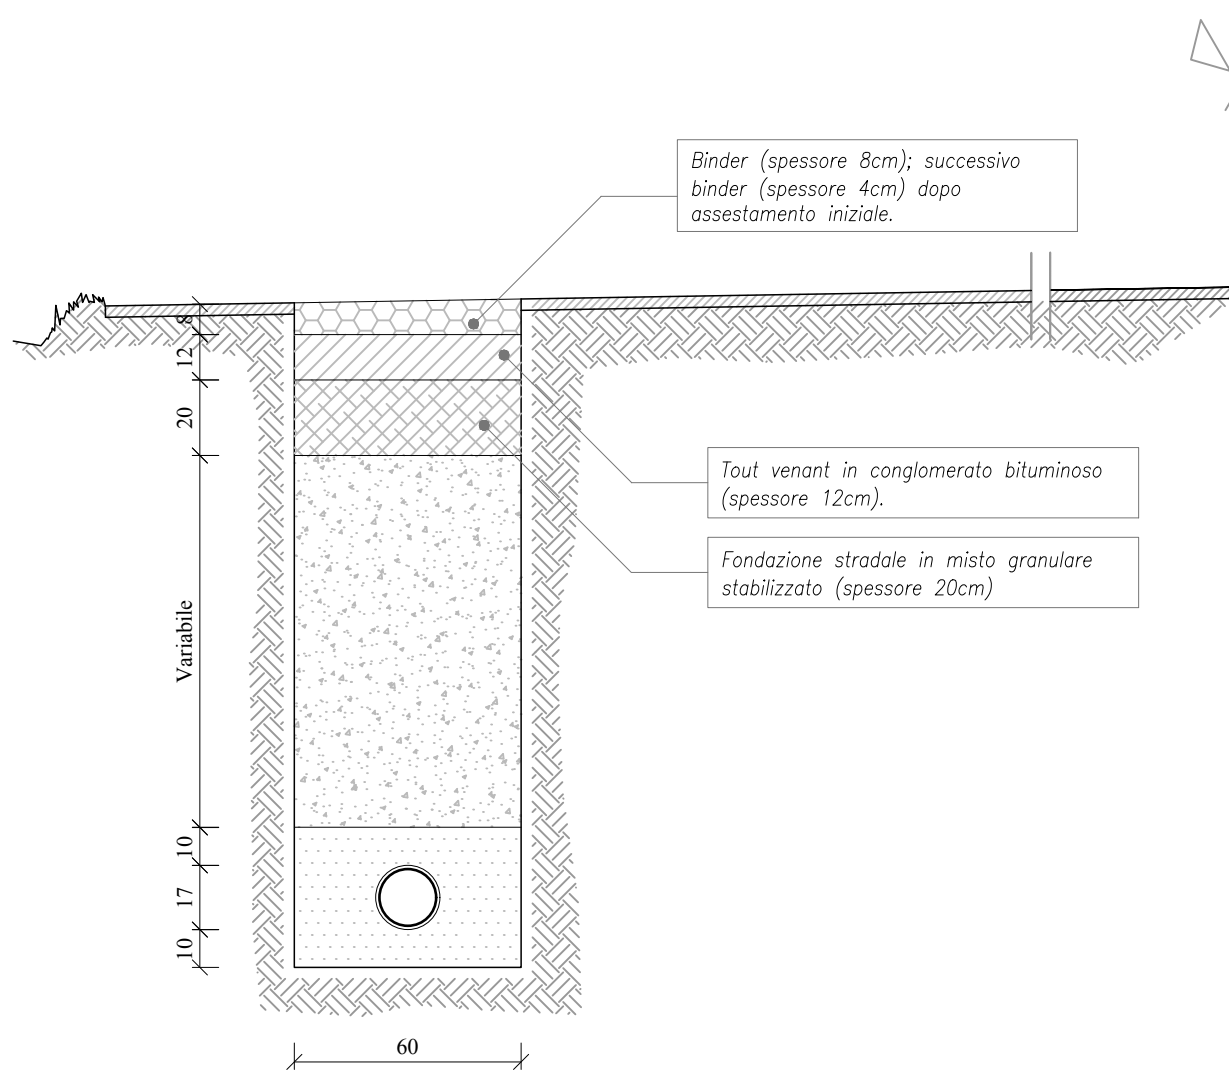 Binder (spessore 8cm); successivo
binder (spessore 4cm) dopo
assestamento iniziale.
8
12
20
Tout venant in conglomerato bituminoso
(spessore 12cm).
Fondazione stradale in misto granulare
stabilizzato (spessore 20cm)
Variabile
10
17
10
60